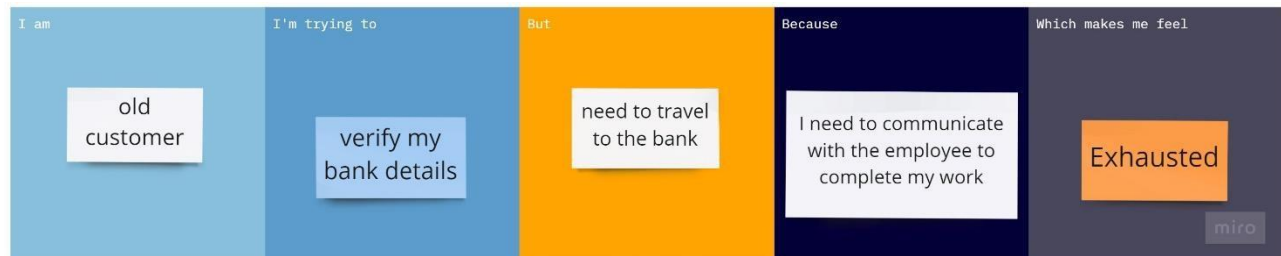 I am
old
customer
I'm trying to
verify my
bank details
But
need to travel
to the bank
Because
I need to communicate
with the employee to
complete my work
Which makes me feel
Exhausted
miro